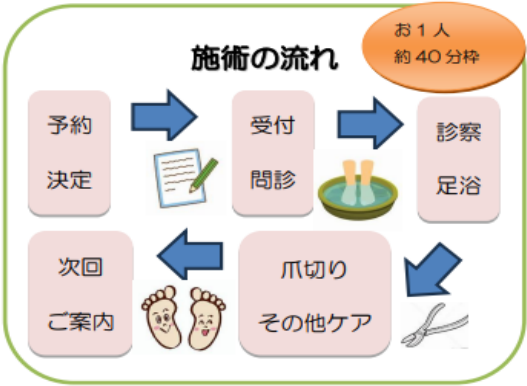 施術の流れ
お1人
約40分枠
予約
決定
受付
問診
診察
足浴
爪切り
その他ケア
次回
ご案内